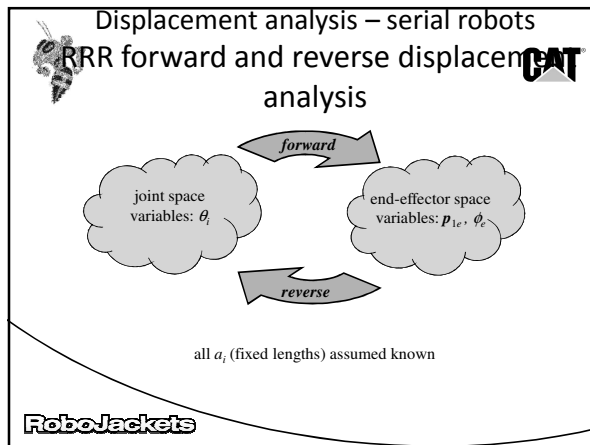 Displacement analysis – serial robots
RRR forward and reverse displacement
CAT
analysis
forward
joint space
variables: θi
end-effector space
variables: p1e, ϕe
reverse
all ai (fixed lengths) assumed known
RoboJackets